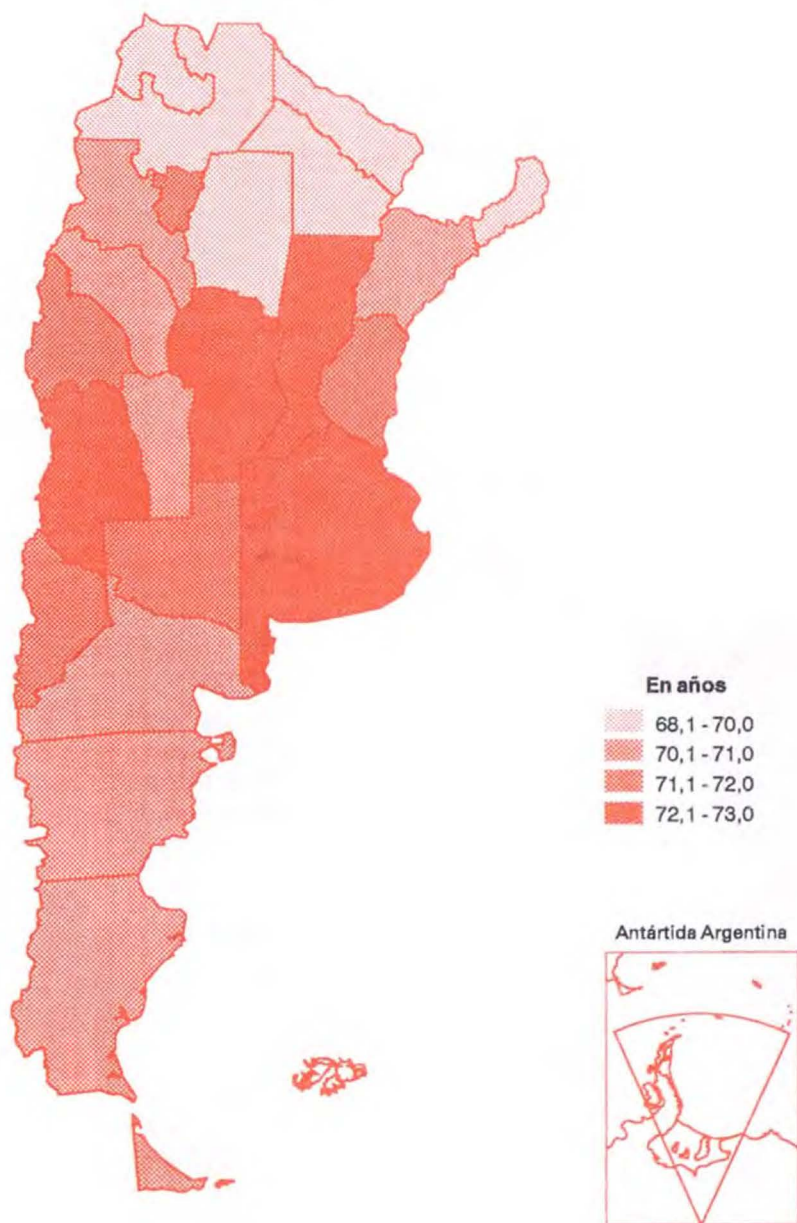 En años
68,1 - 70,0
70,1 - 71,0
71,1 - 72,0
72,1 - 73,0
Antártida Argentina